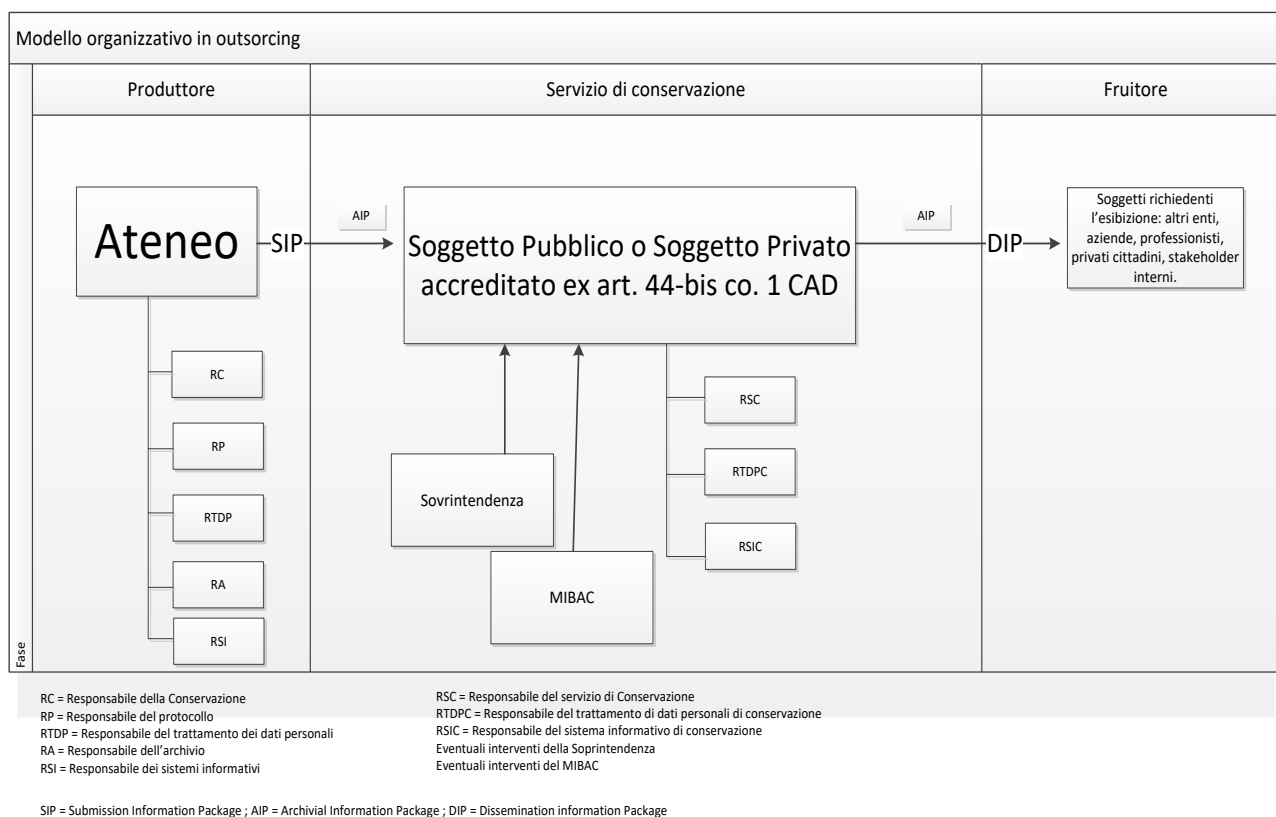 Modello organizzativo in outsorcing
Fase
Produttore
Servizio di conservazione
Fruitore
Ateneo
SIP
AIP
Soggetto Pubblico o Soggetto Privato
accreditato ex art. 44-bis co. 1 CAD
AIP
DIP
Soggetti richiedenti
l'esibizione: altri enti,
aziende, professionisti,
privati cittadini, stakeholder
interni.
RC
RP
RTDP
RA
RSI
Sovrintendenza
MIBAC
RSC
RTDPC
RSIC
RC = Responsabile della Conservazione
RP = Responsabile del protocollo
RTDP = Responsabile del trattamento dei dati personali
RA = Responsabile dell'archivio
RSI = Responsabile dei sistemi informativi
RSC = Responsabile del servizio di Conservazione
RTDPC = Responsabile del trattamento di dati personali di conservazione
RSIC = Responsabile del sistema informativo di conservazione
Eventuali interventi della Soprintendenza
Eventuali interventi del MIBAC
SIP = Submission Information Package ; AIP = Archivial Information Package ; DIP = Dissemination information Package